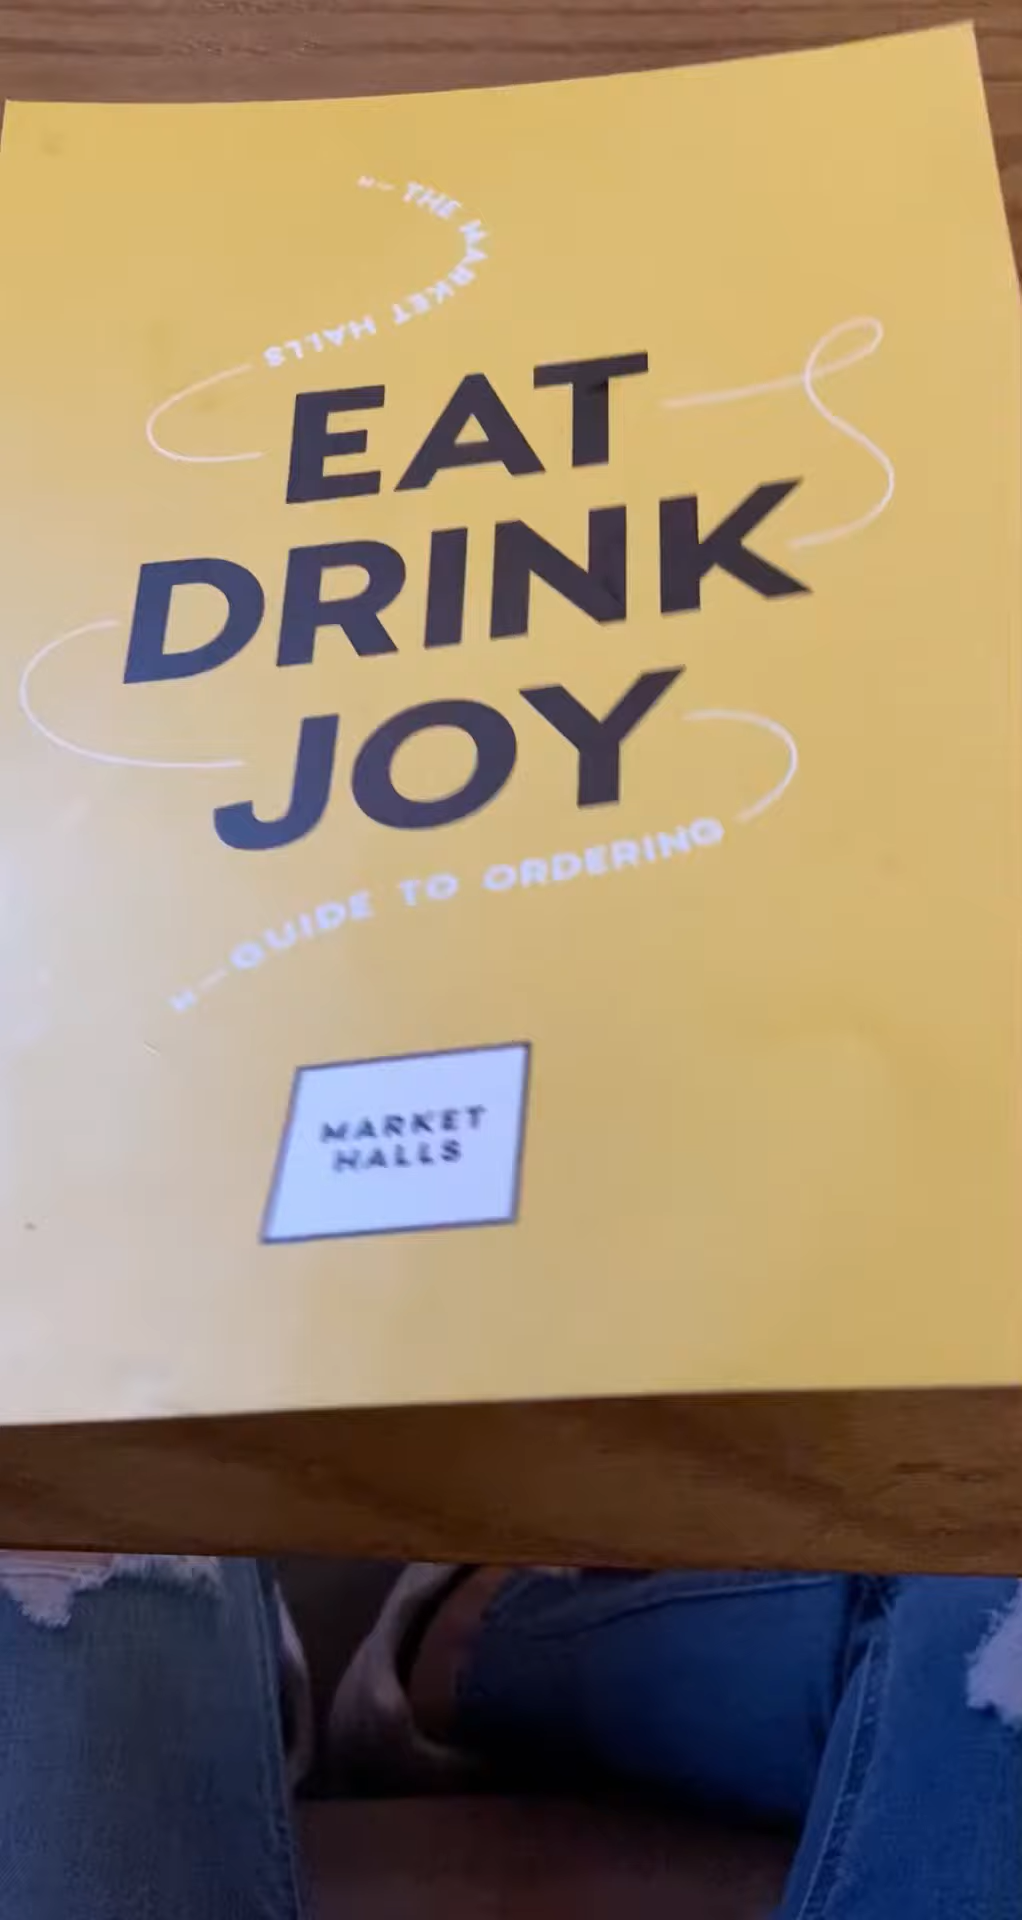 THE MARKET HALLS
EAT
DRINK
JOY
GUIDE TO ORDERING
MARKET
HALLS